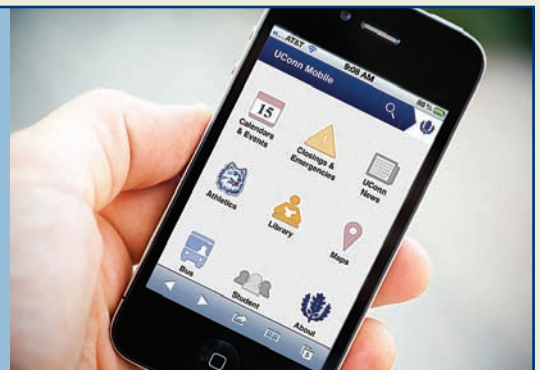 AT&T 9:08 AM 88%
UConn Mobile
15
Calendars
& Events
Closings &
Emergencies
UConn
News
Athletics
Library
Maps
Bus
Student
About